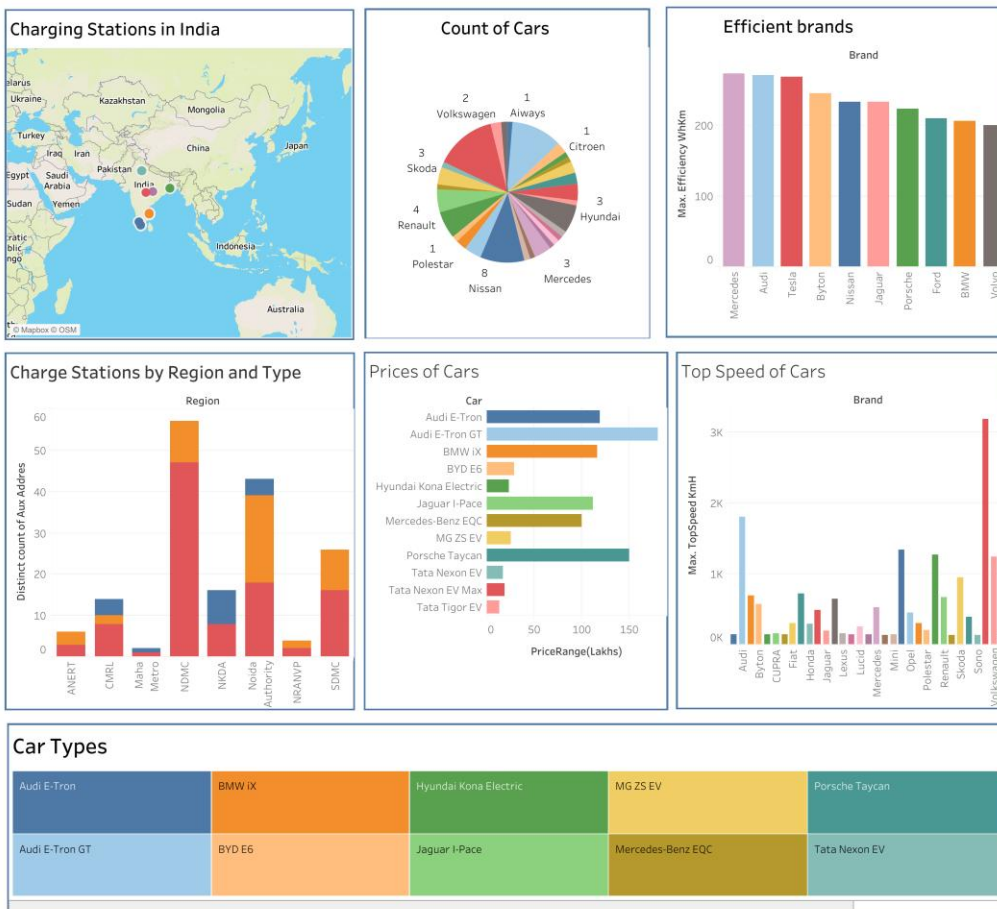 Charging Stations in India
elarus
Ukraine
Kazakhstan
Mongolia
Turkey
Iraq
Iran
China
Japan
Egypt
Saudi
Arabia
Pakistan
India
Sudan
Yemen
ratic
blic
ngo
Indonesia
Australia
© Mapbox © OSM
Count of Cars
2
Volkswagen
1
Aiways
1
Citroen
3
Skoda
3
Hyundai
4
Renault
1
Polestar
8
Nissan
3
Mercedes
Efficient brands
Brand
Max. Efficiency WhKm
200
100
0
Mercedes
Audi
Tesla
Byton
Nissan
Jaguar
Porsche
Ford
BMW
Volvo
Charge Stations by Region and Type
Region
Distinct count of Aux Addres
60
50
40
30
20
10
0
ANERT
CMRL
Maha
Metro
NDMC
NKDA
Noida
Authority
NRANVP
SDMC
Prices of Cars
Car
Audi E-Tron
Audi E-Tron GT
BMW iX
BYD E6
Hyundai Kona Electric
Jaguar I-Pace
Mercedes-Benz EQC
MG ZS EV
Porsche Taycan
Tata Nexon EV
Tata Nexon EV Max
Tata Tigor EV
0 50 100 150
PriceRange(Lakhs)
Top Speed of Cars
Brand
Max. TopSpeed KmH
3K
2K
1K
0K
Audi
Byton
CUPRA
Fiat
Honda
Jaguar
Lexus
Lucid
Mercedes
Mini
Opel
Polestar
Renault
Skoda
Sono
Volkswagen
Car Types
Audi E-Tron
BMW iX
Hyundai Kona Electric
MG ZS EV
Porsche Taycan
Audi E-Tron GT
BYD E6
Jaguar I-Pace
Mercedes-Benz EQC
Tata Nexon EV